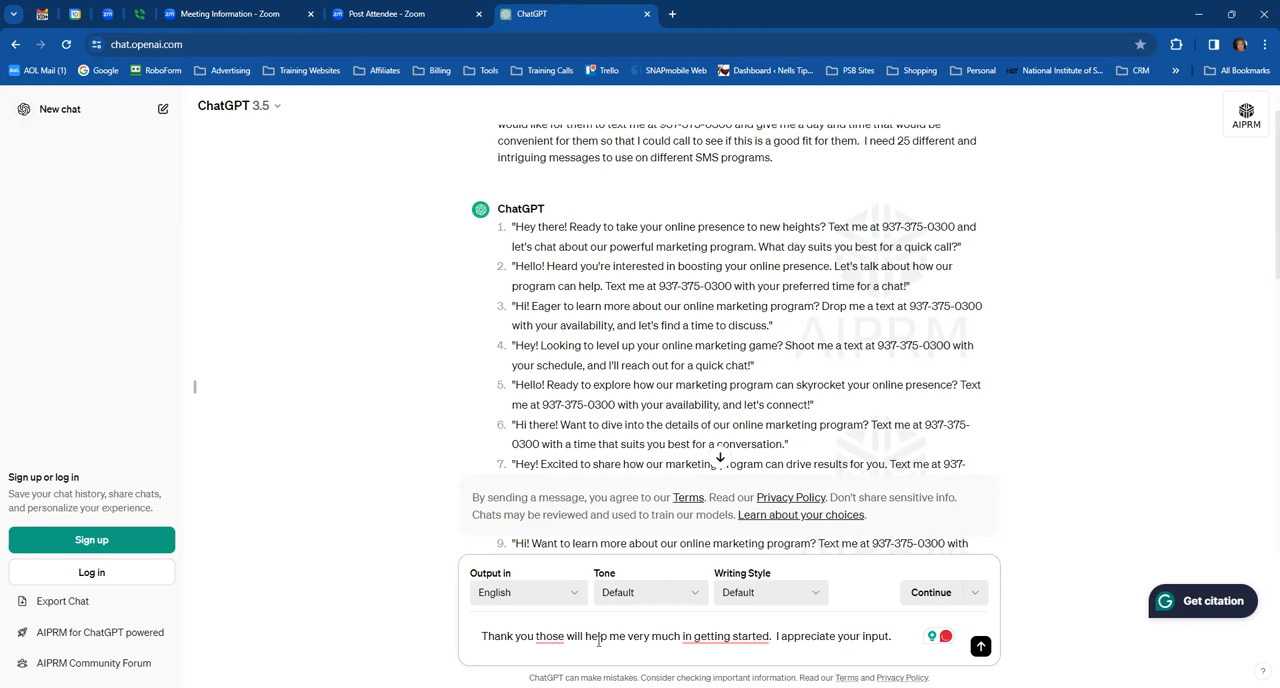 Meeting Information - Zoom
Post Attendee - Zoom
ChatGPT
chat.openai.com
AOL Mail (1)
Google
RoboForm
Advertising
Training Websites
Affiliates
Billing
Tools
Training Calls
Trello
SNAPmobile Web
Dashboard ‹ Nells Tip...
PSB Sites
Shopping
Personal
National Institute of S...
CRM
»
All Bookmarks
New chat
ChatGPT 3.5
AIPRM
would like for them to text me at 937-375-0300 and give me a day and time that would be
convenient for them so that I could call to see if this is a good fit for them. I need 25 different and
intriguing messages to use on different SMS programs.
ChatGPT
1. "Hey there! Ready to take your online presence to new heights? Text me at 937-375-0300 and
let's chat about our powerful marketing program. What day suits you best for a quick call?"
2. "Hello! Heard you're interested in boosting your online presence. Let's talk about how our
program can help. Text me at 937-375-0300 with your preferred time for a chat!"
3. "Hi! Eager to learn more about our online marketing program? Drop me a text at 937-375-0300
with your availability, and let's find a time to discuss."
4. "Hey! Looking to level up your online marketing game? Shoot me a text at 937-375-0300 with
your schedule, and I'll reach out for a quick chat!"
5. "Hello! Ready to explore how our marketing program can skyrocket your online presence? Text
me at 937-375-0300 with your availability, and let's connect!"
6. "Hi there! Want to dive into the details of our online marketing program? Text me at 937-375-
0300 with a time that suits you best for a conversation."
7. "Hey! Excited to share how our marketing program can drive results for you. Text me at 937-
AIPRM
By sending a message, you agree to our Terms. Read our Privacy Policy. Don't share sensitive info.
Chats may be reviewed and used to train our models. Learn about your choices.
9. "Hi! Want to learn more about our online marketing program? Text me at 937-375-0300 with
Sign up or log in
Save your chat history, share chats,
and personalize your experience.
Sign up
Log in
Export Chat
AIPRM for ChatGPT powered
AIPRM Community Forum
Output in
Tone
Writing Style
English
Default
Default
Continue
Thank you those will help me very much in getting started. I appreciate your input.
Get citation
ChatGPT can make mistakes. Consider checking important information. Read our Terms and Privacy Policy.
?